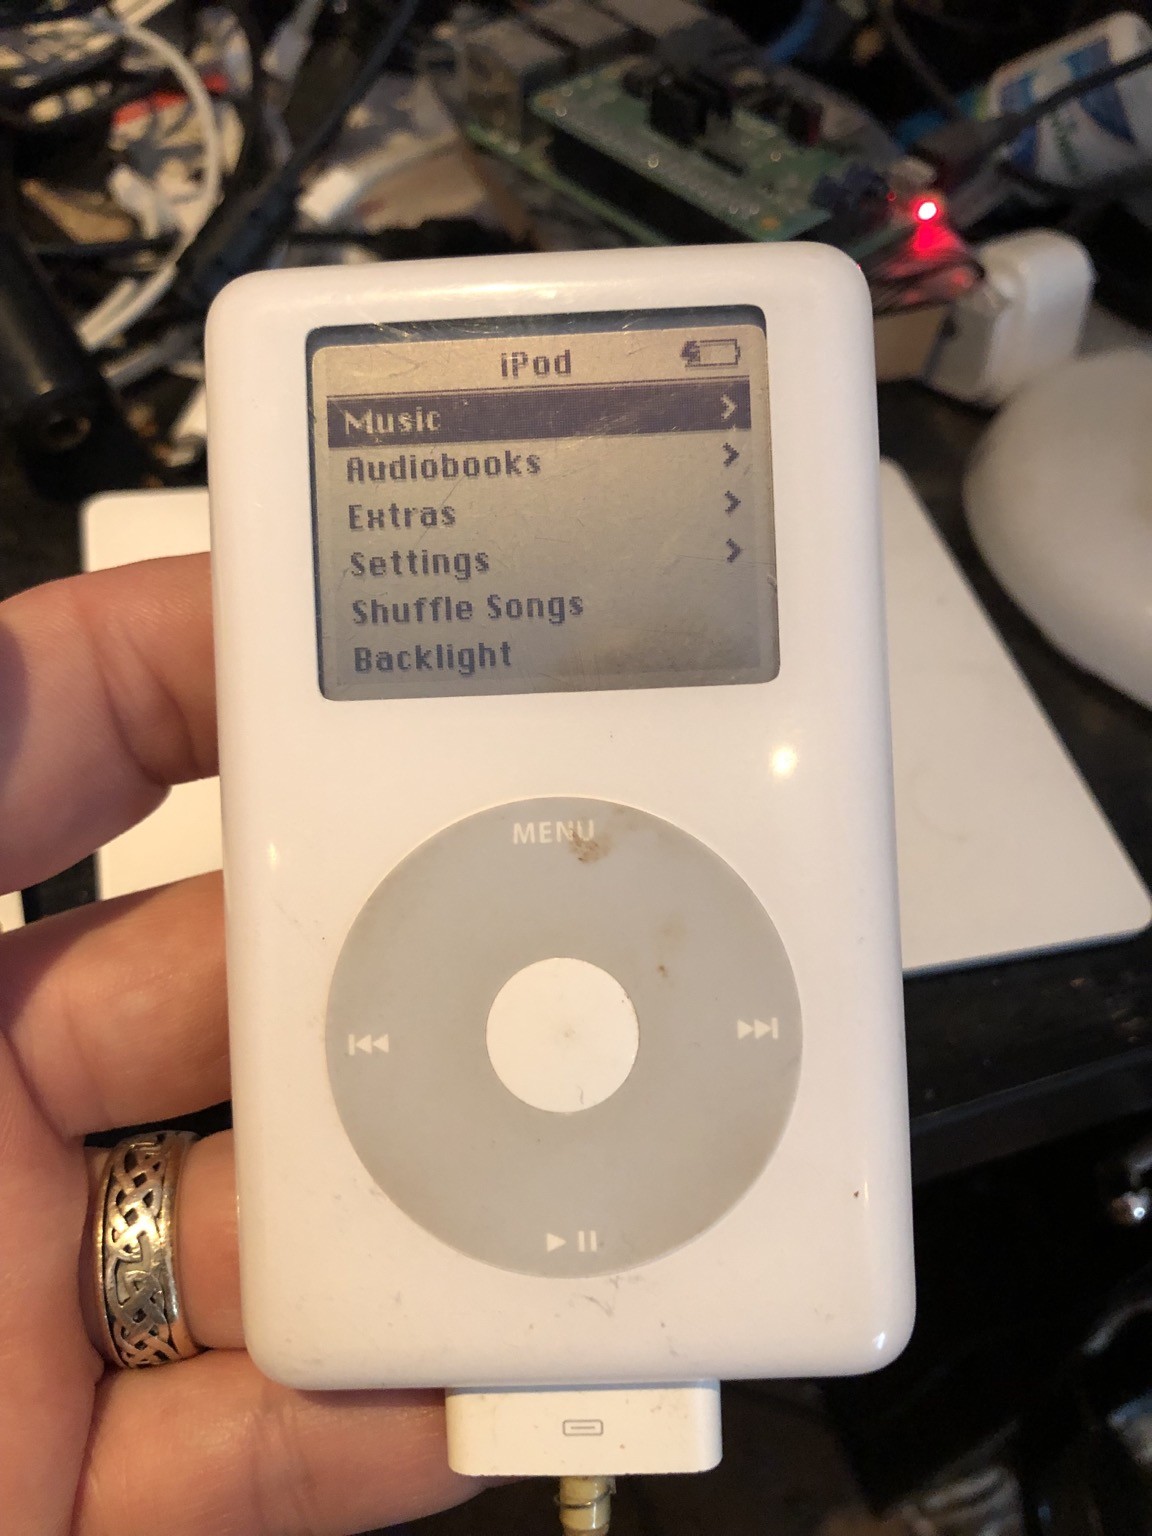 iPod
Music
Audiobooks
Extras
Settings
Shuffle Songs
Backlight
MENU